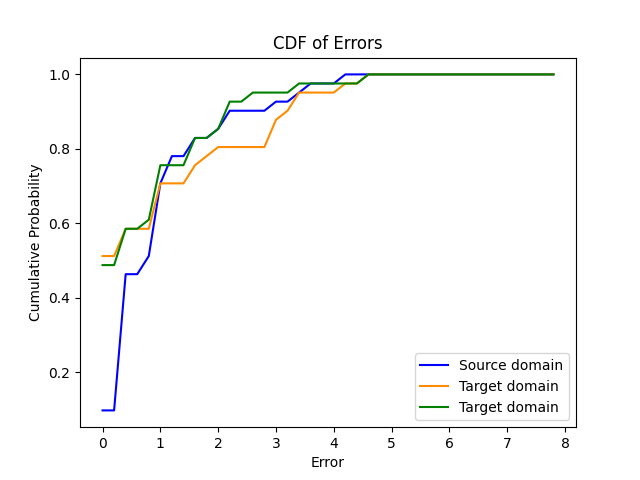 CDF of Errors
Cumulative Probability
1.0
0.8
0.6
0.4
0.2
0 1 2 3 4 5 6 7 8
Error
Source domain
Target domain
Target domain